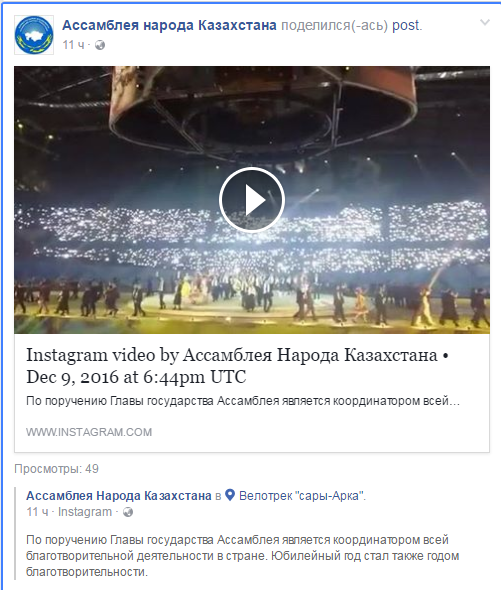 Ассамблея народа Казахстана поделился(-ась) post.
11 ч ·
Instagram video by Ассамблея Народа Казахстана •
Dec 9, 2016 at 6:44pm UTC
По поручению Главы государства Ассамблея является координатором всей…
WWW.INSTAGRAM.COM
Просмотры: 49
Ассамблея Народа Казахстана в Велотрек "сары-Арка".
11 ч · Instagram ·
По поручению Главы государства Ассамблея является координатором всей
благотворительной деятельности в стране. Юбилейный год стал также годом
благотворительности.